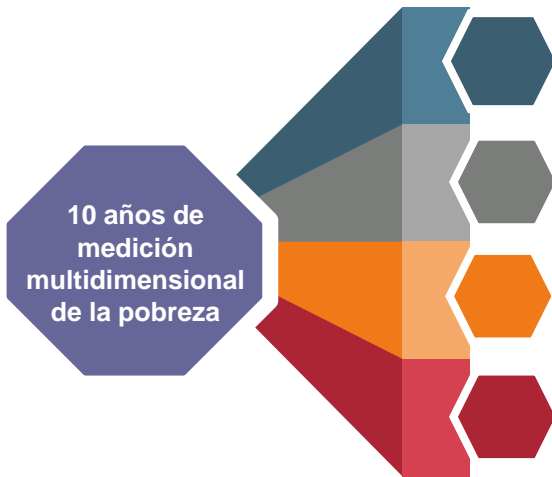 10 años de
medición
multidimensional
de la pobreza